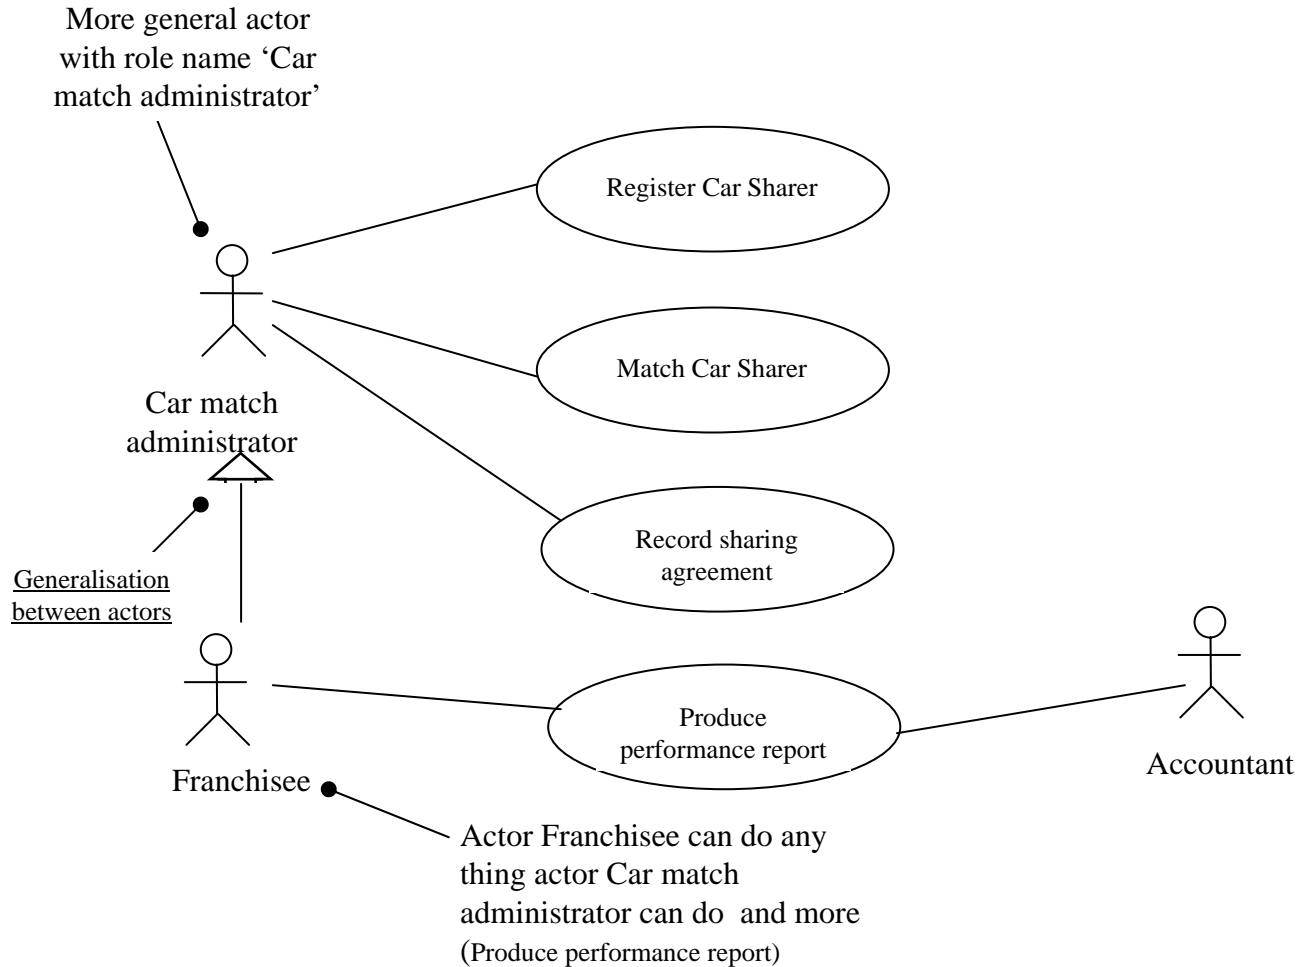 More general actor
with role name ‘Car
match administrator’
Register Car Sharer
Match Car Sharer
Car match
administrator
Record sharing
agreement
Generalisation
between actors
Produce
performance report
Accountant
Franchisee
Actor Franchisee can do any
thing actor Car match
administrator can do  and more
(Produce performance report)